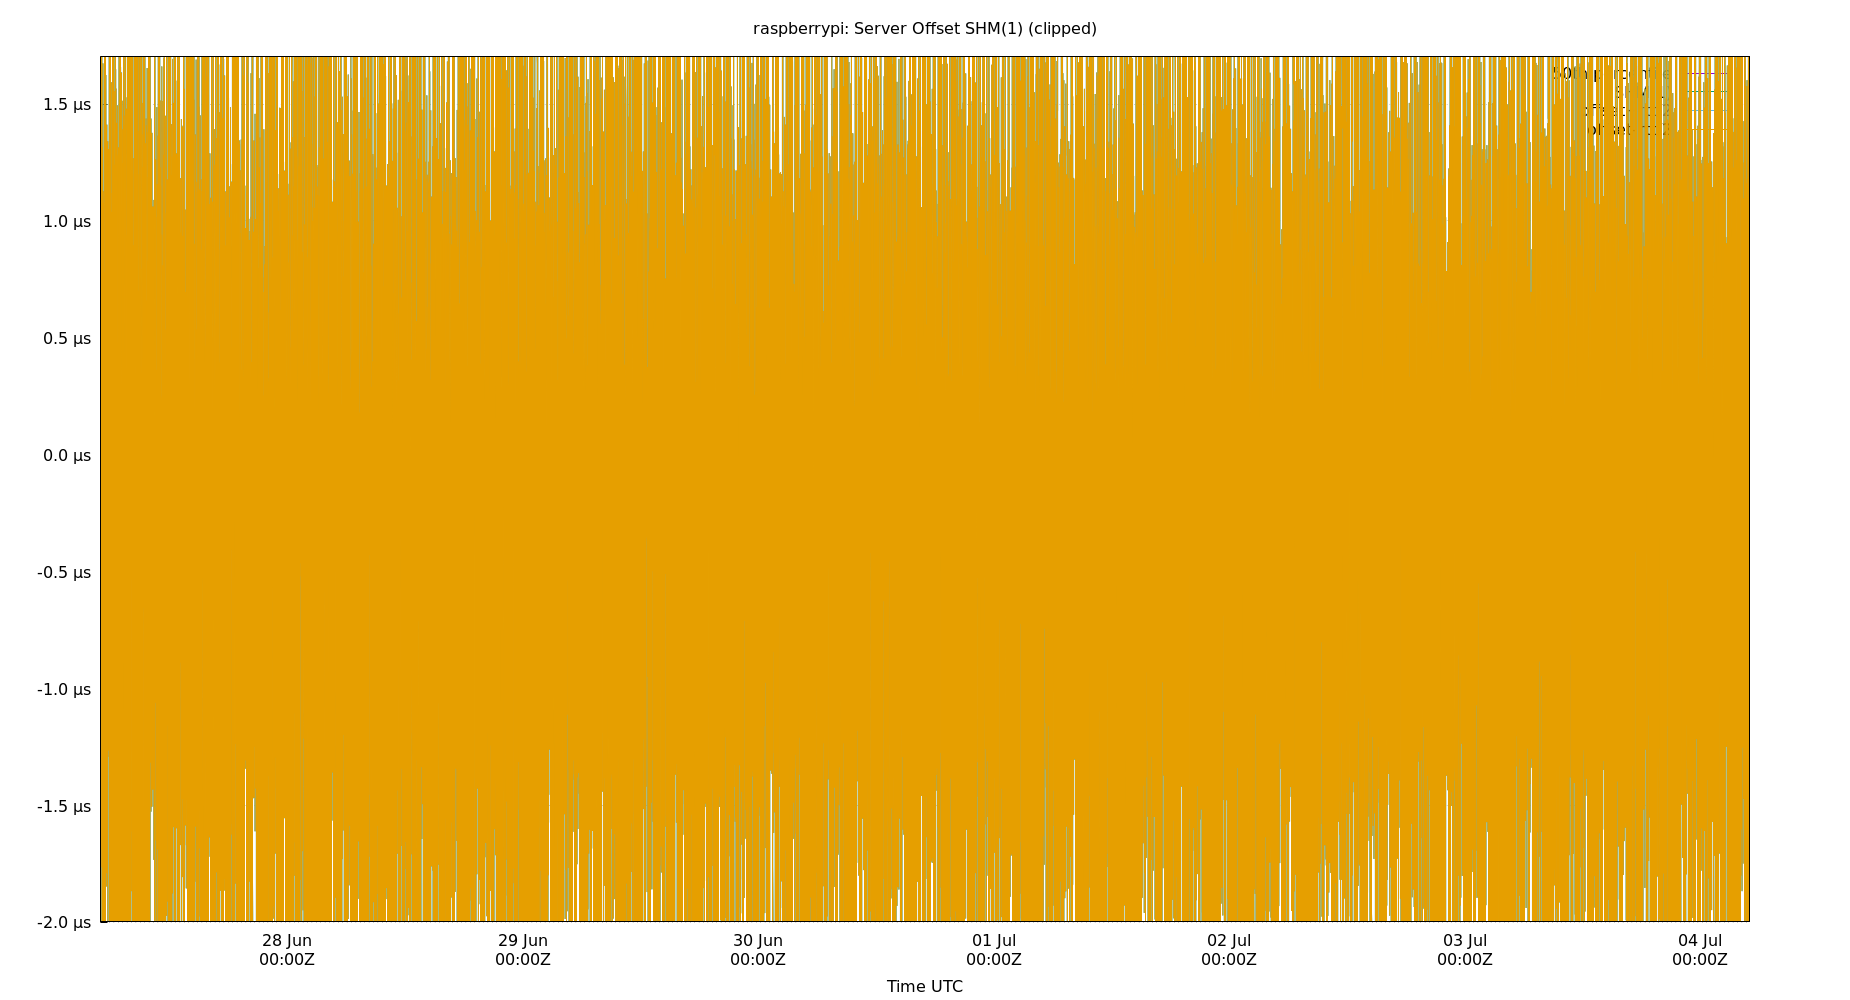 raspberrypi: Server Offset SHM(1) (clipped)
1.5 µs
1.0 µs
0.5 µs
0.0 µs
-0.5 µs
-1.0 µs
-1.5 µs
-2.0 µs
28 Jun 29 Jun 30 Jun 01 Jul 02 Jul 03 Jul 04 Jul
00:00Z 00:00Z 00:00Z 00:00Z 00:00Z 00:00Z 00:00Z
Time UTC